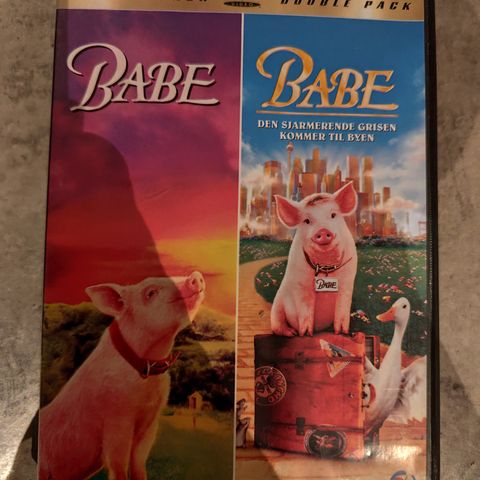 DOUBLE PACK
BABE
BABE
DEN SJARMERENDE GRISEN
KOMMER TIL BYEN
BABE